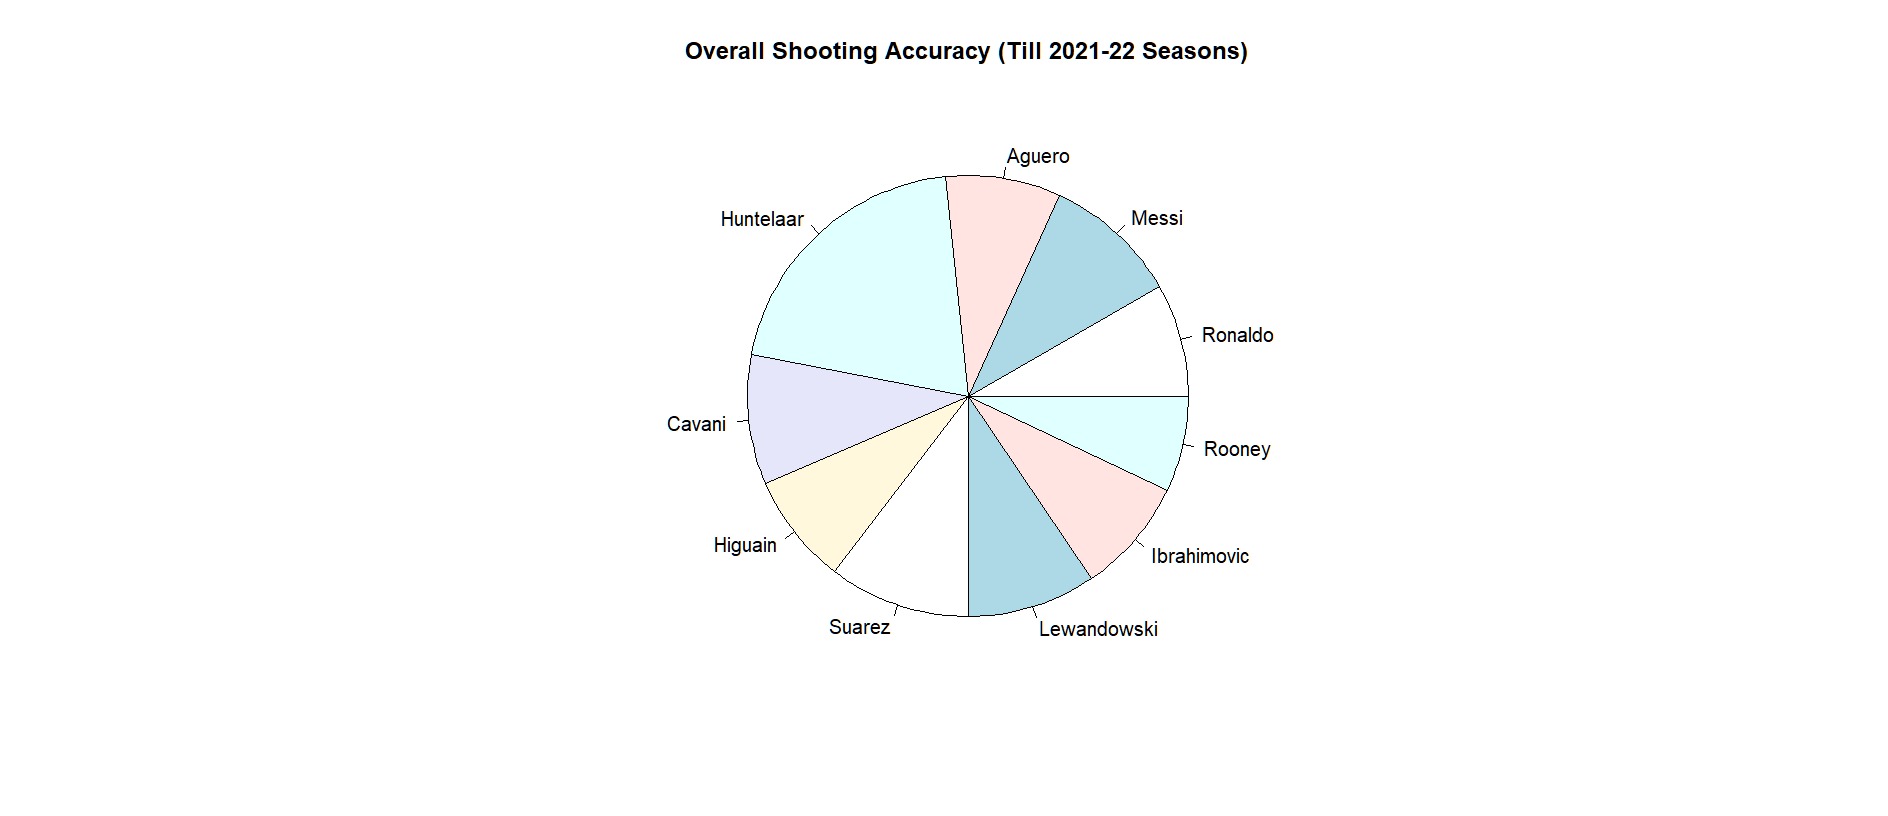 Overall Shooting Accuracy (Till 2021-22 Seasons)
Aguero
Messi
Huntelaar
Ronaldo
Cavani
Rooney
Higuain
Ibrahimovic
Suarez
Lewandowski